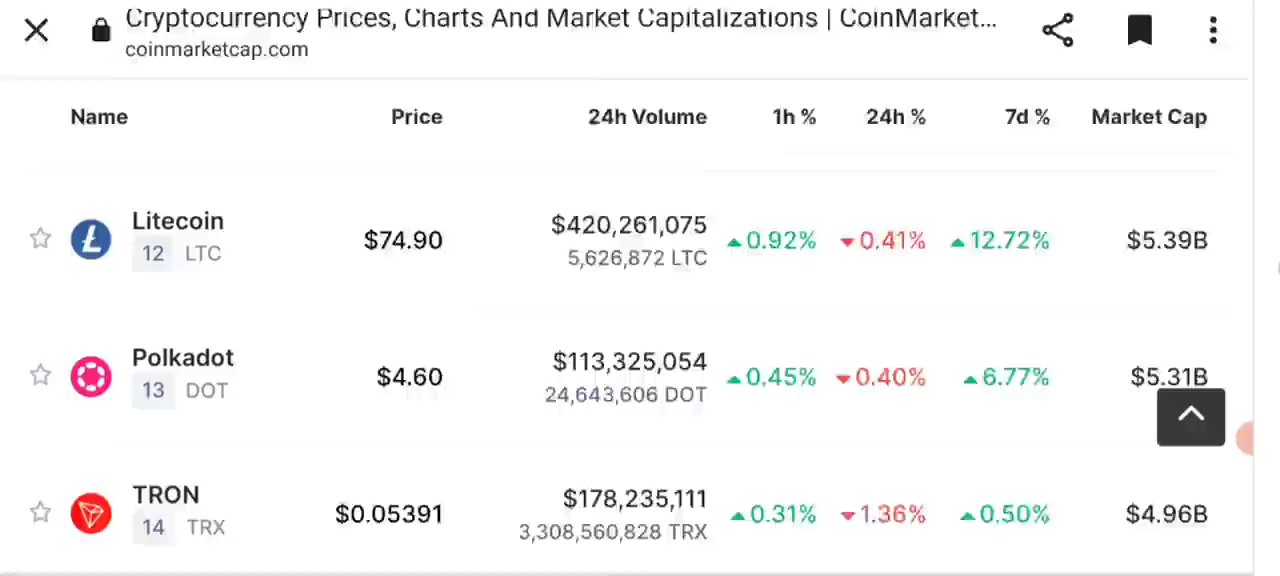 Cryptocurrency Prices, Charts And Market Capitalizations | CoinMarket...
coinmarketcap.com
Name Price 24h Volume 1h % 24h % 7d % Market Cap
Litecoin
12 LTC
$74.90
$420,261,075
5,626,872 LTC
0.92% 0.41% 12.72% $5.39B
Polkadot
13 DOT
$4.60
$113,325,054
24,643,606 DOT
0.45% 0.40% 6.77% $5.31B
TRON
14 TRX
$0.05391
$178,235,111
3,308,560,828 TRX
0.31% 1.36% 0.50% $4.96B